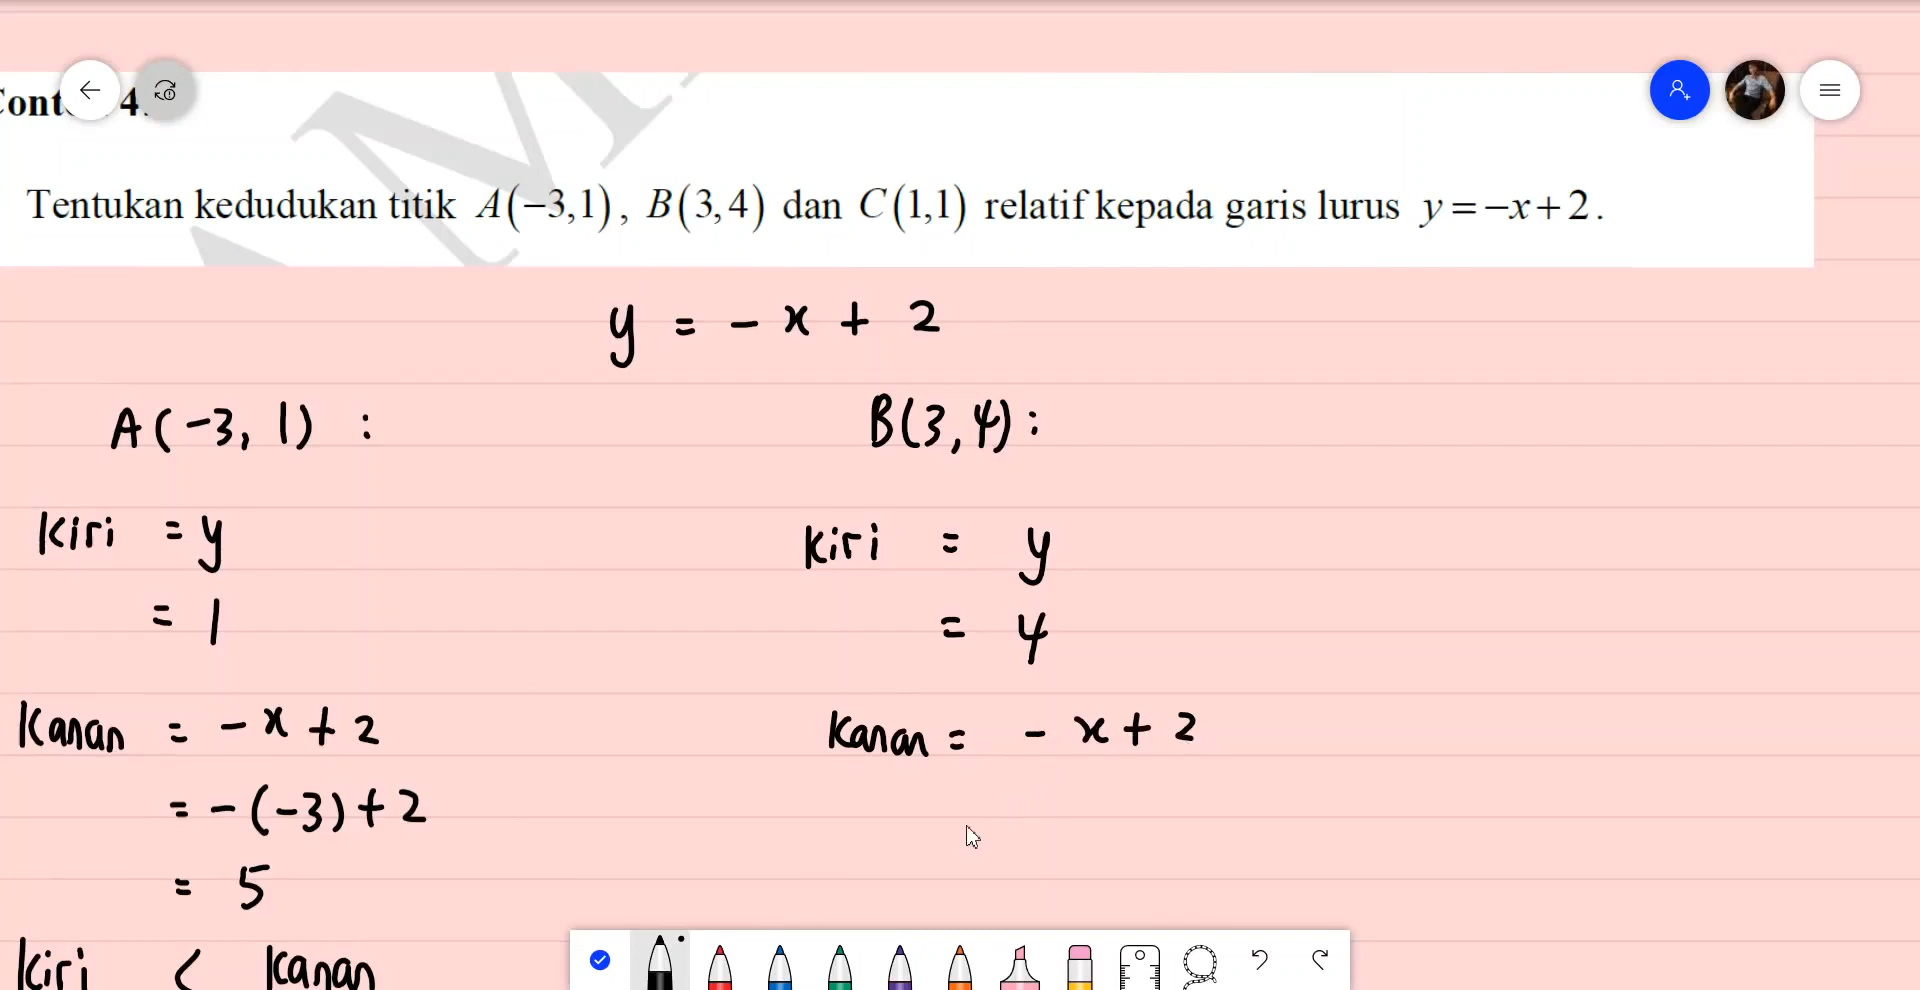 4.
Tentukan kedudukan titik A(−3,1), B(3,4) dan C(1,1) relatif kepada garis lurus y=−x+2.
y = - x + 2
A(-3, 1) :
B(3, 4) :
Kiri = y
= 1
Kanan = - x + 2
= - (-3) + 2
= 5
Kiri < Kanan
Kiri = y
= 4
Kanan = - x + 2